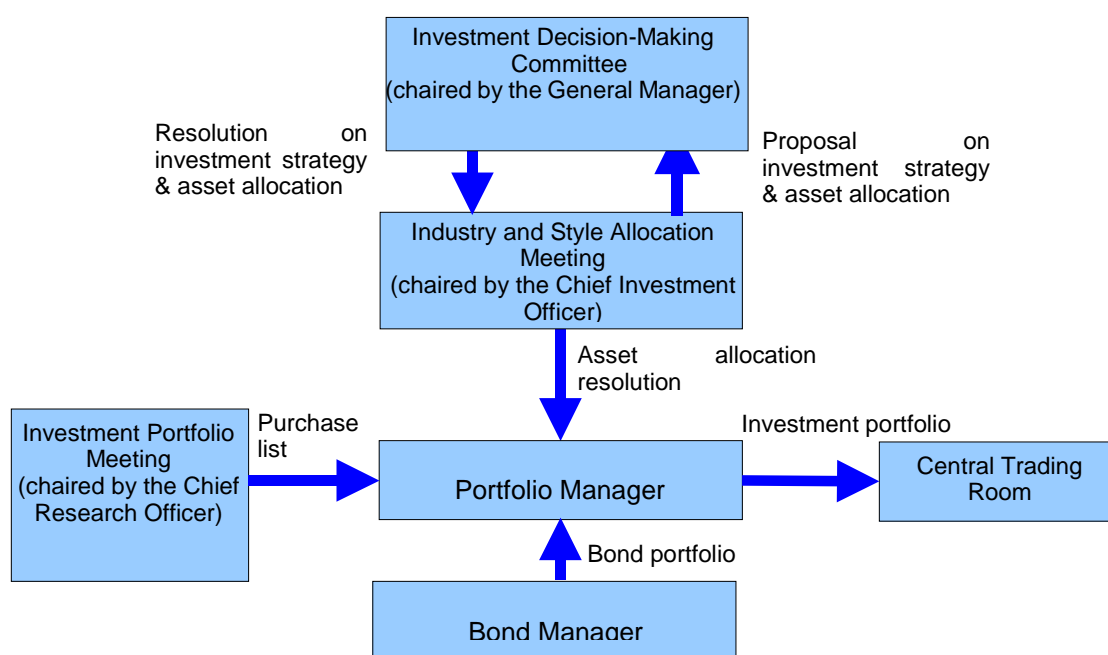 Investment Decision-Making
Committee
(chaired by the General Manager)
Resolution on
investment strategy
& asset allocation
Proposal on
investment strategy
& asset allocation
Industry and Style Allocation
Meeting
(chaired by the Chief Investment
Officer)
Asset allocation
resolution
Investment Portfolio
Meeting
(chaired by the Chief
Research Officer)
Purchase
list
Portfolio Manager
Investment portfolio
Central Trading
Room
Bond portfolio
Bond Manager